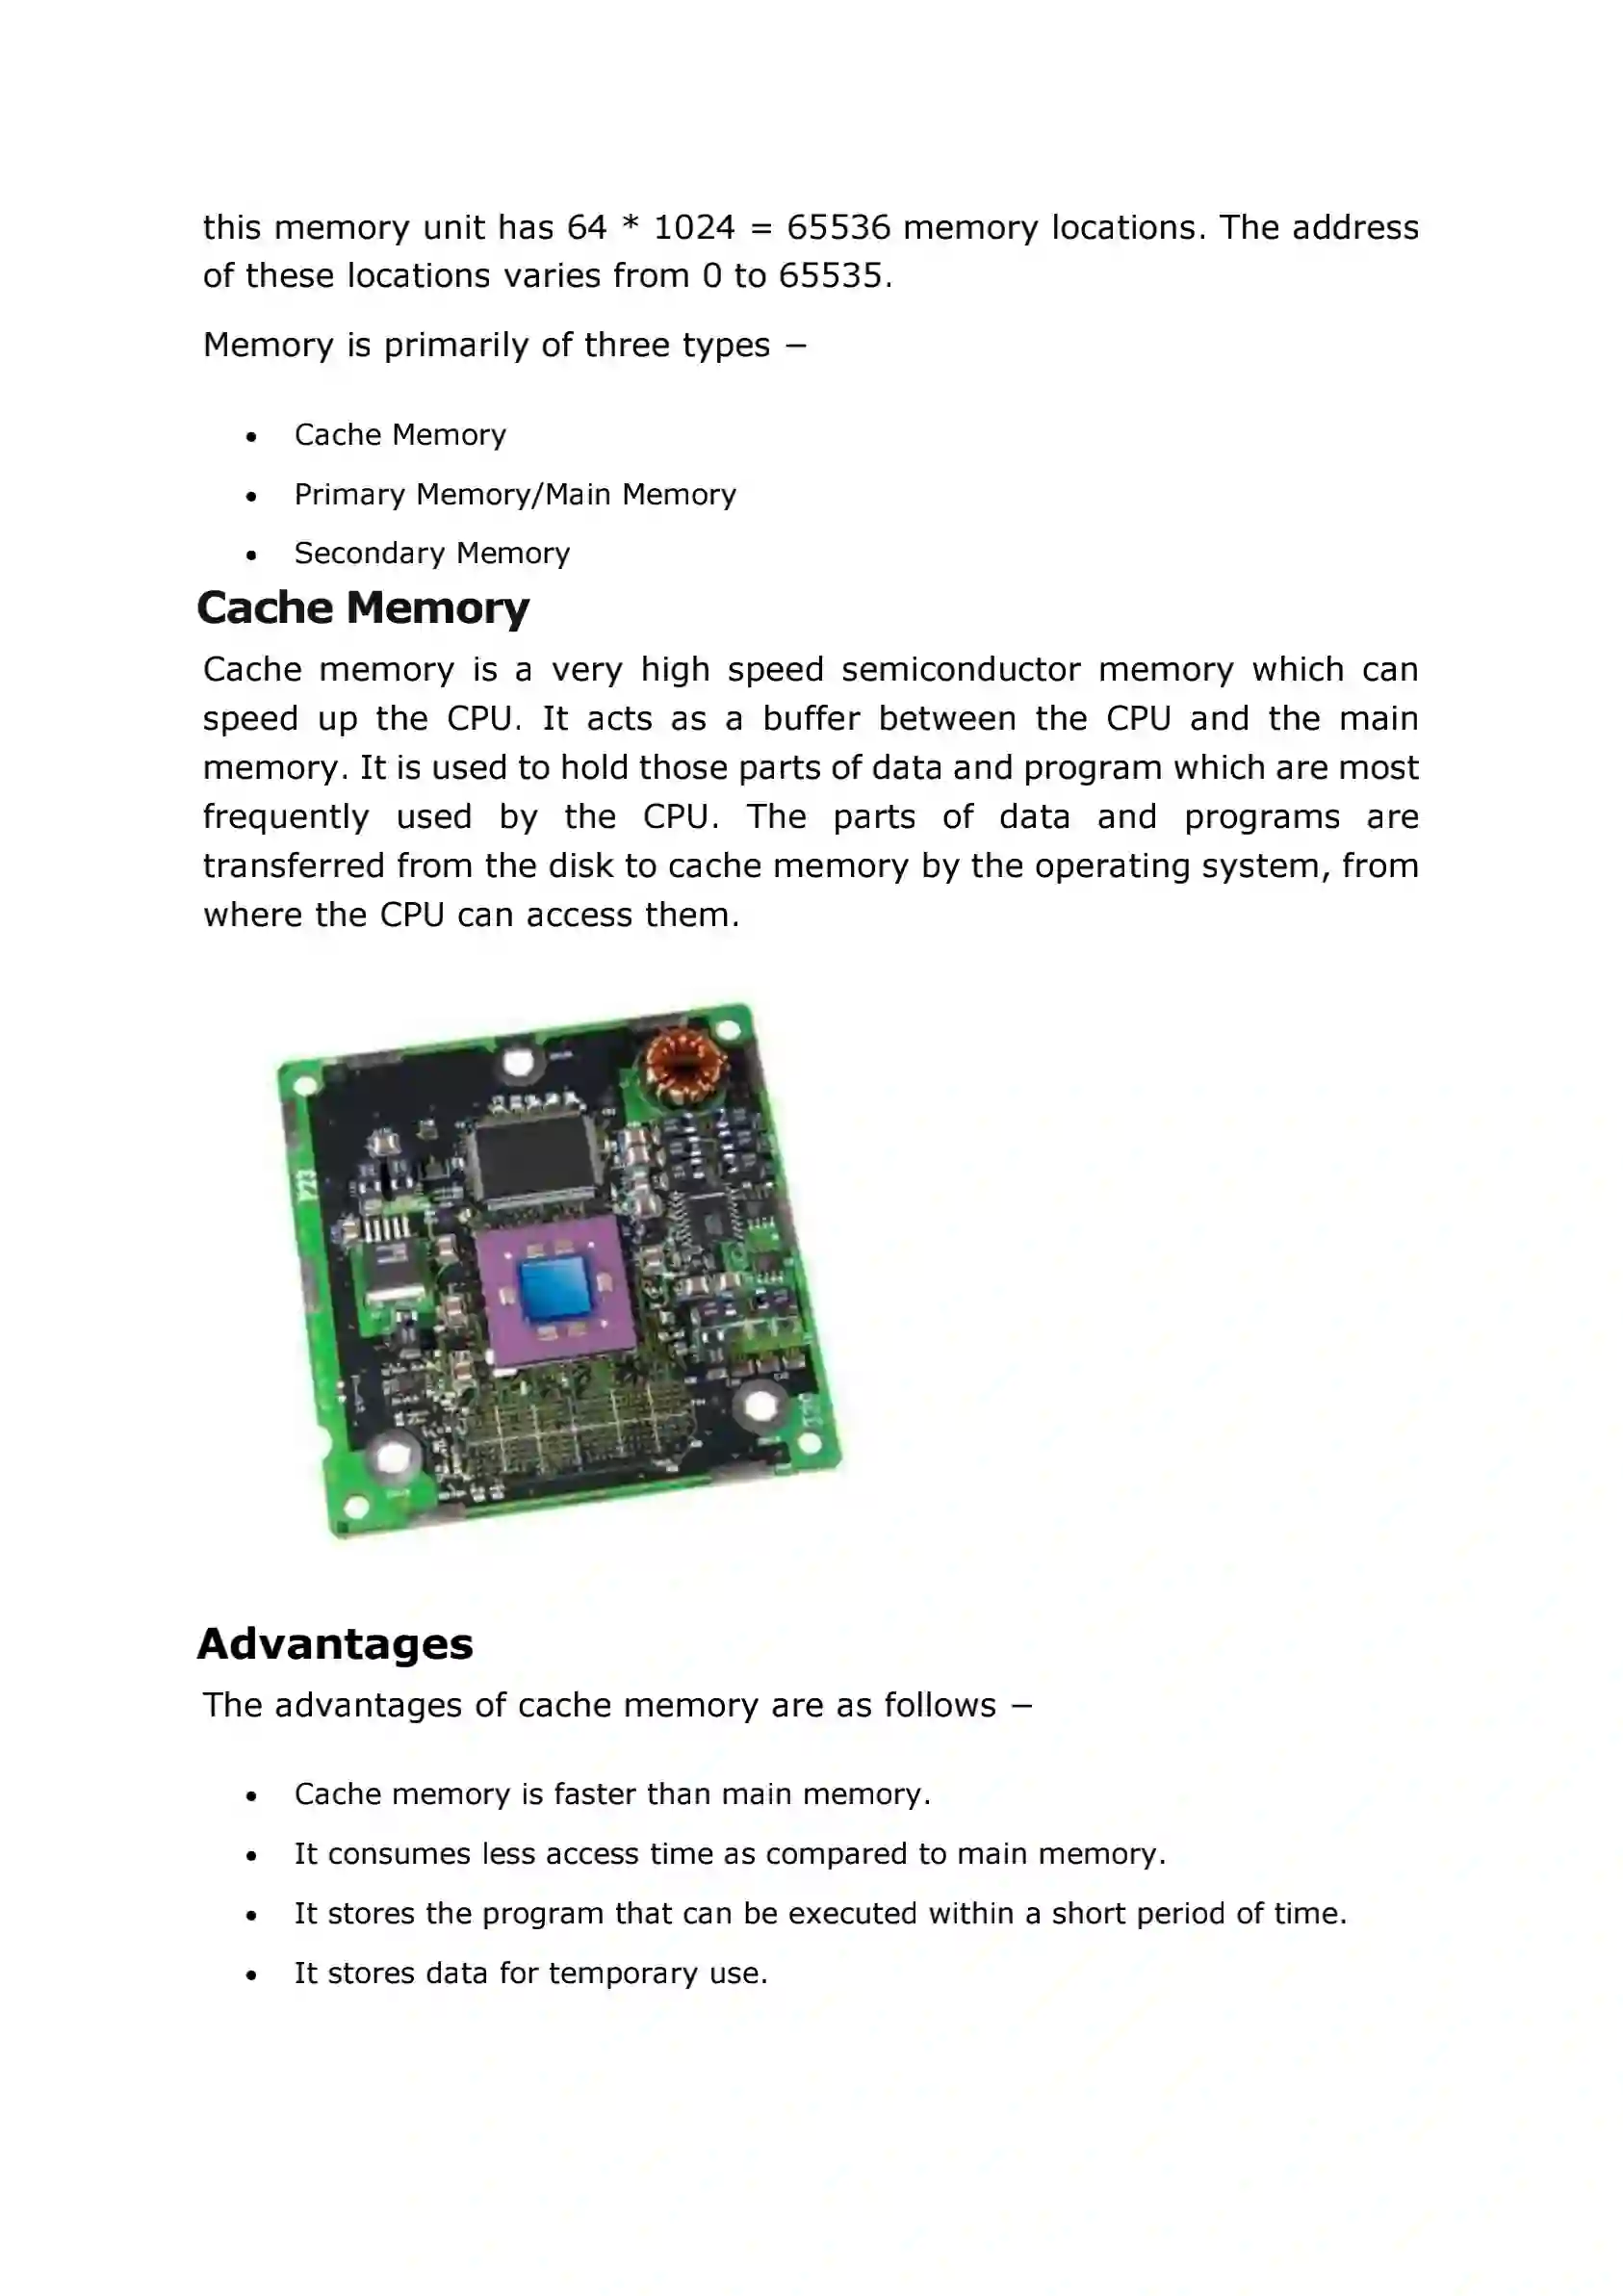 this memory unit has 64 * 1024 = 65536 memory locations. The address
of these locations varies from 0 to 65535.
Memory is primarily of three types −
• Cache Memory
• Primary Memory/Main Memory
• Secondary Memory
Cache Memory
Cache memory is a very high speed semiconductor memory which can
speed up the CPU. It acts as a buffer between the CPU and the main
memory. It is used to hold those parts of data and program which are most
frequently used by the CPU. The parts of data and programs are
transferred from the disk to cache memory by the operating system, from
where the CPU can access them.
Advantages
The advantages of cache memory are as follows −
• Cache memory is faster than main memory.
• It consumes less access time as compared to main memory.
• It stores the program that can be executed within a short period of time.
• It stores data for temporary use.